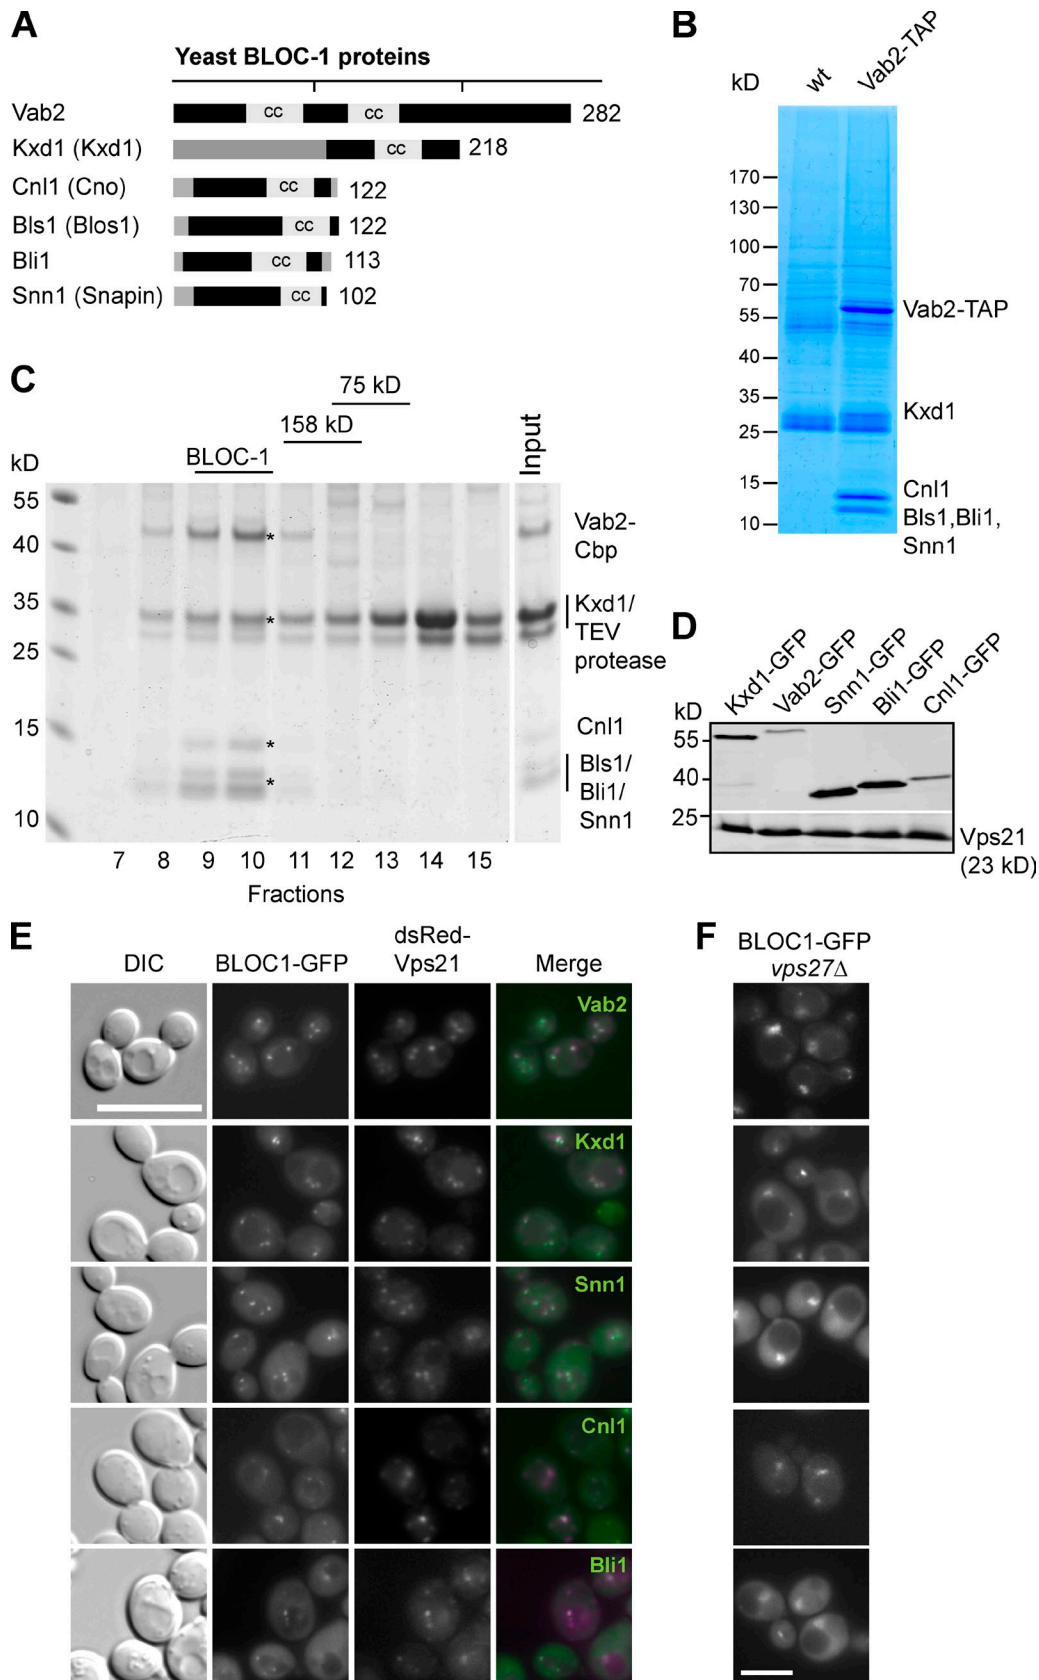 A
Yeast BLOC-1 proteins
Vab2
cc
cc
282
Kxd1 (Kxd1)
cc
218
Cnl1 (Cno)
cc
122
Bls1 (Blos1)
cc
122
Bli1
cc
113
Snn1 (Snapin)
cc
102
B
kD
wt
Vab2-TAP
170
130
100
70
55
40
35
25
15
10
Vab2-TAP
Kxd1
Cnl1
Bls1,Bli1,
Snn1
C
75 kD
158 kD
BLOC-1
Input
kD
55
40
35
25
15
10
*
*
*
*
Vab2-
Cbp
Kxd1/
TEV
protease
Cnl1
Bls1/
Bli1/
Snn1
7 8 9 10 11 12 13 14 15
Fractions
D
Kxd1-GFP
Vab2-GFP
Snn1-GFP
Bli1-GFP
Cnl1-GFP
kD
55
40
25
Vps21
(23 kD)
E
DIC
BLOC1-GFP
dsRed-
Vps21
Merge
Vab2
Kxd1
Snn1
Cnl1
Bli1
F
BLOC1-GFP
vps27Δ